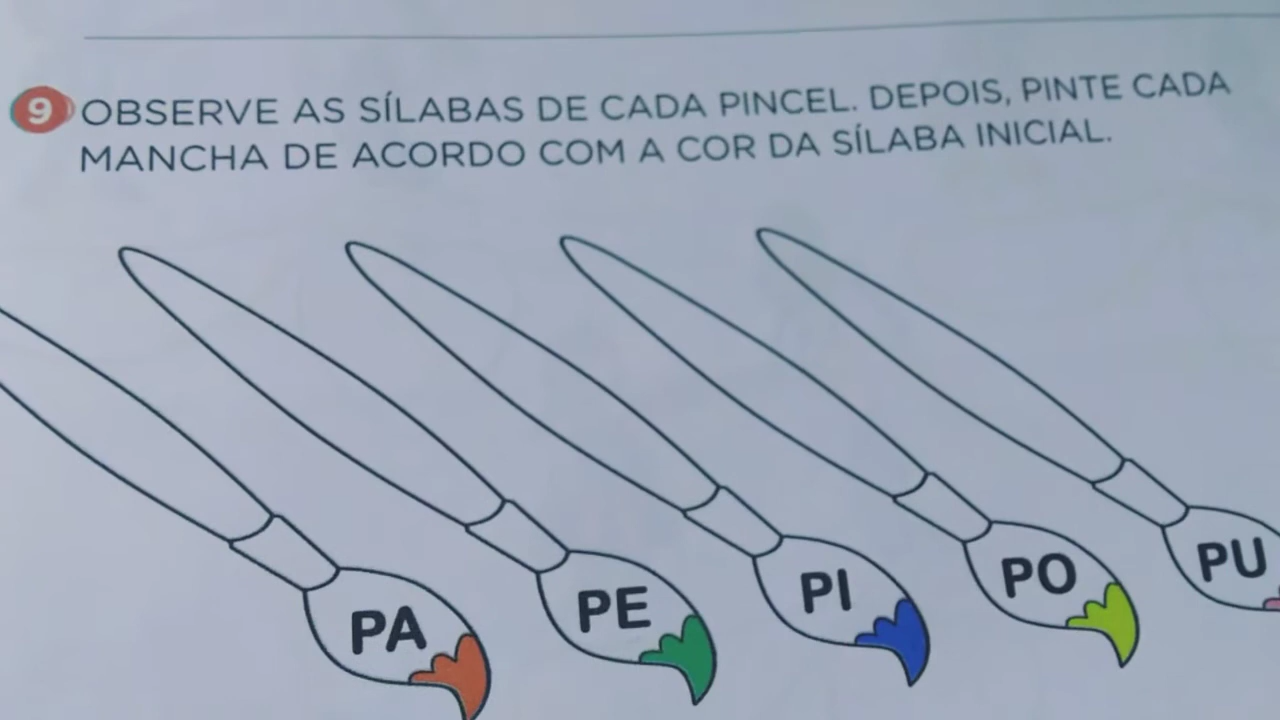 9 OBSERVE AS SÍLABAS DE CADA PINCEL. DEPOIS, PINTE CADA
MANCHA DE ACORDO COM A COR DA SÍLABA INICIAL.
PA
PE
PI
PO
PU